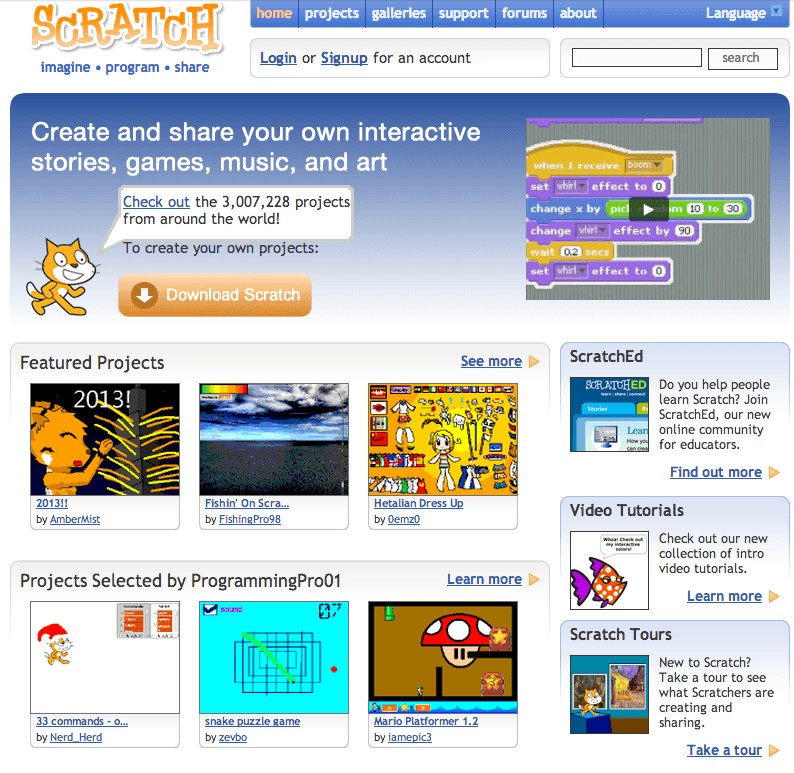 SCRATCH
imagine • program • share
home projects galleries support forums about Language
Login or Signup for an account
search
Create and share your own interactive
stories, games, music, and art
Check out the 3,007,228 projects
from around the world!
To create your own projects:
Download Scratch
when I receive boom
set whirl effect to 0
change x by 10 to 30
change whirl effect by 90
wait 0.2 secs
set whirl effect to 0
Featured Projects
See more
2013!
2013!!
by AmberMist
Fishin' On Scra...
by FishingPro98
Hetalian Dress Up
by 0emz0
Projects Selected by ProgrammingPro01
Learn more
33 commands - o...
by Nerd_Herd
sound
07
snake puzzle game
by zevbo
Mario Platformer 1.2
by iamepic3
ScratchEd
SCRATCHED
learn | share | connect
Stories
Lear
Do you help people
learn Scratch? Join
ScratchEd, our new
online community
for educators.
Find out more
Video Tutorials
Whoa! Check out
my interactive
colors!
Check out our new
collection of intro
video tutorials.
Learn more
Scratch Tours
New to Scratch?
Take a tour to see
what Scratchers are
creating and
sharing.
Take a tour